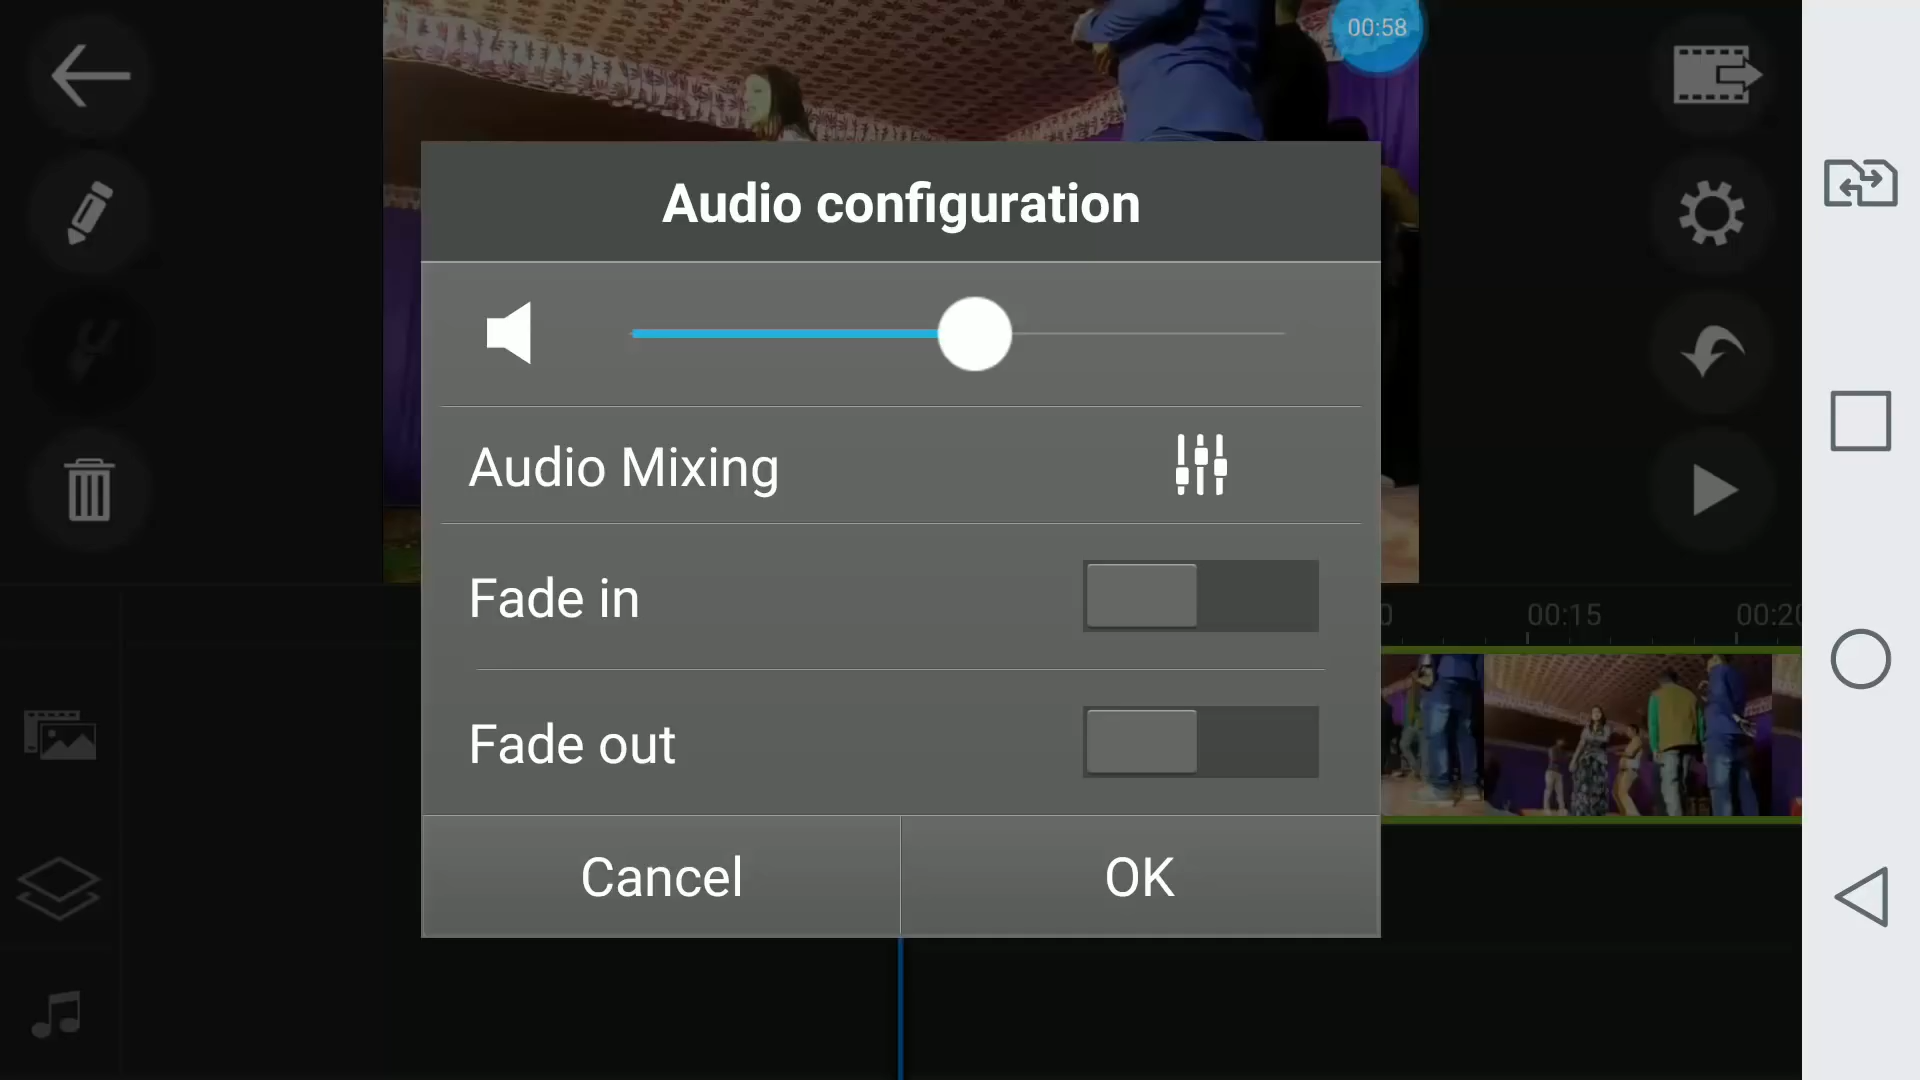 00:58
Audio configuration
Audio Mixing
Fade in
00:15
Fade out
Cancel
OK